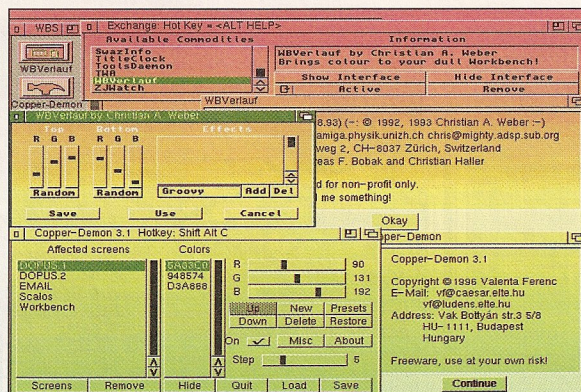 WBS
Exchange: Hot Key = <ALT HELP>
Available Commodities
Information
SwazInfo
TitleClock
ToolsDaemon
TWA
WBVerlauf
ZJWatch
WBVerlauf by Christian A. Weber
Brings colour to your dull Workbench!
Show Interface
Hide Interface
Active
Remove
WBVerlauf
Copper-Demon
WBVerlauf
WBVerlauf by Christian A. Weber
Top
Bottom
Effects
R G B
R G B
Random
Random
Groovy
Add
Del
Save
Use
Cancel
8.93) (-: © 1992, 1993 Christian A. Weber :-)
amiga.physik.unizh.ch chris@mighty.adsp.sub.org
weg 2, CH-8037 Zürich, Switzerland
eas F. Bobak and Christian Haller
d for non-profit only.
me something!
Okay
Copper-Demon 3.1 Hotkey: Shift Alt C
Affected screens
Colors
DOPUS.1
DOPUS.2
EMAIL
Scalos
Workbench
5A83C0
948574
D3A888
R
90
G
131
B
192
Up
New
Presets
Down
Delete
Restore
On
Misc
About
Step
5
Screens
Remove
Hide
Quit
Load
Save
per-Demon
Copper-Demon 3.1
Copyright © 1996 Valenta Ferenc
E-Mail: vf@caesar.elte.hu
vf@ludens.elte.hu
Address: Vak Bottyán str.3 5/8
HU- 1111, Budapest
Hungary
Freeware, use at your own risk!
Continue